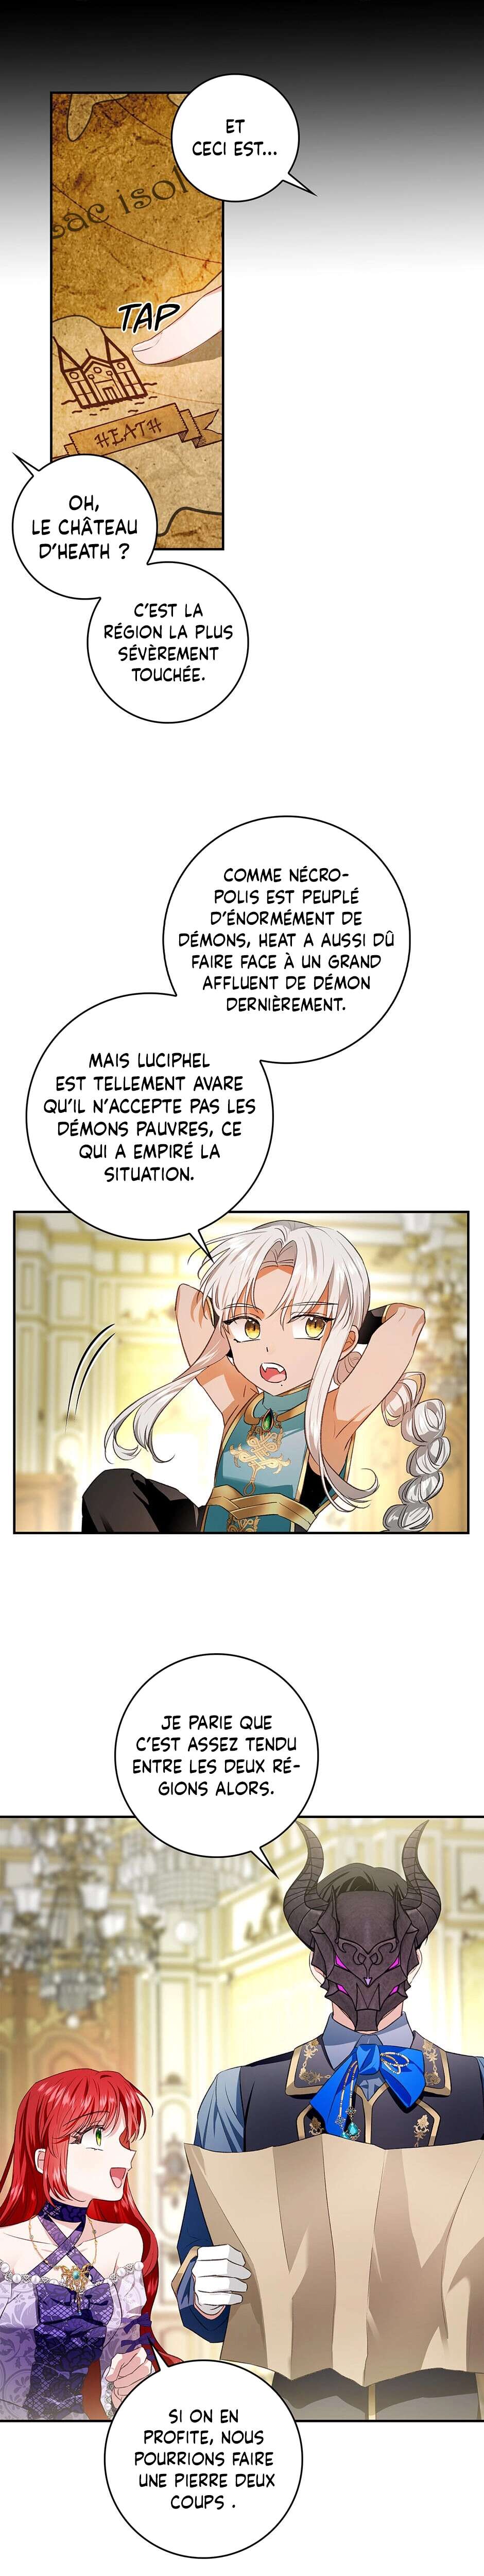 ET
CECI EST...
Lac isol
TAP
HEATH
OH,
LE CHÂTEAU
D'HEATH ?
C'EST LA
RÉGION LA PLUS
SÉVÈREMENT
TOUCHÉE.
COMME NÉCRO-
POLIS EST PEUPLÉ
D'ÉNORMÉMENT DE
DÉMONS, HEAT A AUSSI DÛ
FAIRE FACE À UN GRAND
AFFLUENT DE DÉMON
DERNIÈREMENT.
MAIS LUCIPHEL
EST TELLEMENT AVARE
QU'IL N'ACCEPTE PAS LES
DÉMONS PAUVRES, CE
QUI A EMPIRÉ LA
SITUATION.
JE PARIE QUE
C'EST ASSEZ TENDU
ENTRE LES DEUX RÉ-
GIONS ALORS.
SI ON EN
PROFITE, NOUS
POURRIONS FAIRE
UNE PIERRE DEUX
COUPS .